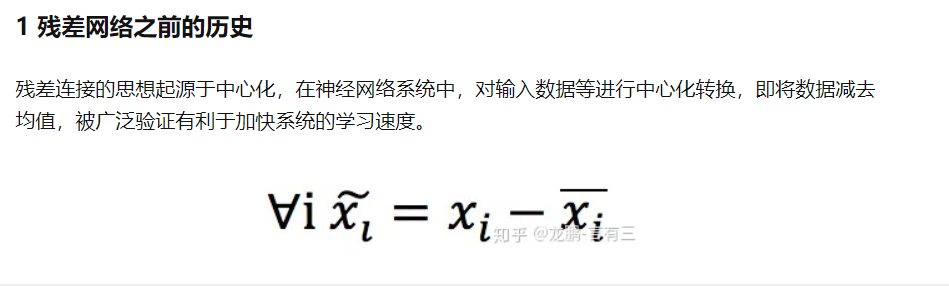 1 残差网络之前的历史
残差连接的思想起源于中心化，在神经网络系统中，对输入数据等进行中心化转换，即将数据减去
均值，被广泛验证有利于加快系统的学习速度。
∀i x̃ᵢ = xᵢ − x̅ᵢ
知乎 @龙鹏-言有三